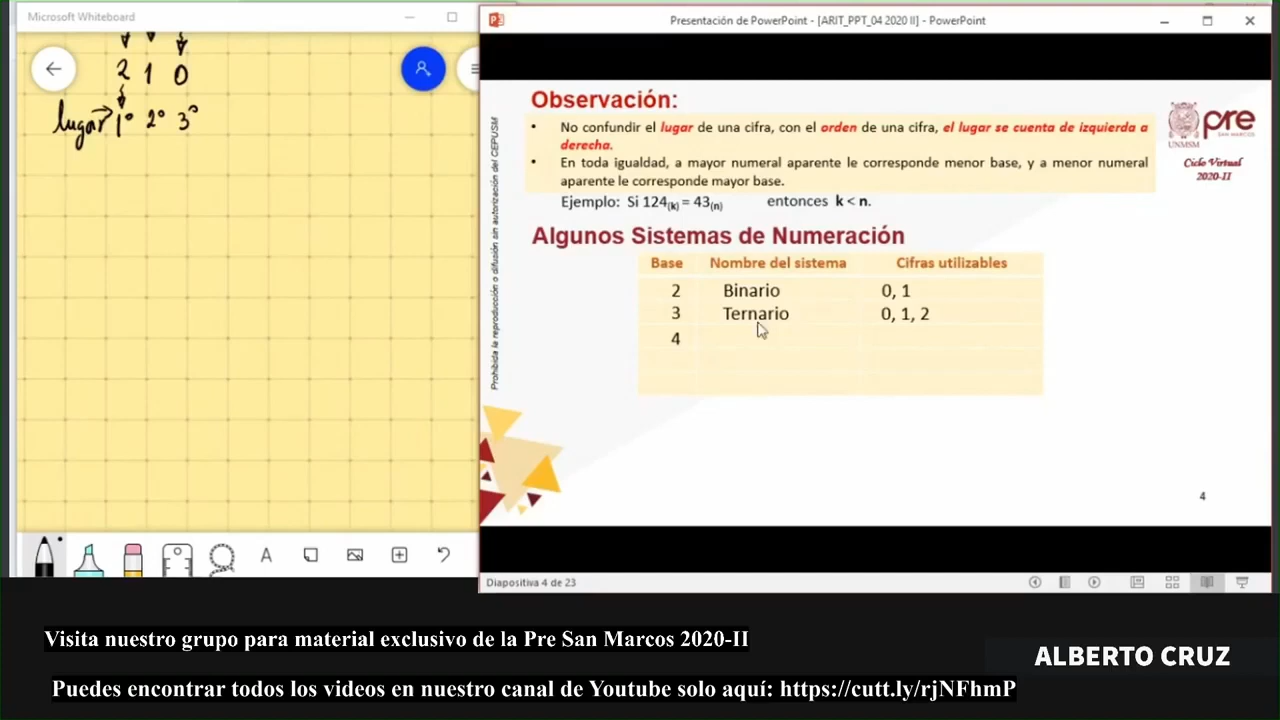 Microsoft Whiteboard
2 1 0
lugar → 1° 2° 3°
Presentación de PowerPoint - [ARIT_PPT_04 2020 II] - PowerPoint
Observación:
• No confundir el lugar de una cifra, con el orden de una cifra, el lugar se cuenta de izquierda a
derecha.
• En toda igualdad, a mayor numeral aparente le corresponde menor base, y a menor numeral
aparente le corresponde mayor base.
Ejemplo: Si 124(k) = 43(n) entonces k < n.
Algunos Sistemas de Numeración
Base Nombre del sistema Cifras utilizables
2 Binario 0, 1
3 Ternario 0, 1, 2
4
Prohibida la reproducción o difusión sin autorización del CEPUSM
UNMSM
pre
SAN MARCOS
Ciclo Virtual
2020-II
4
Diapositiva 4 de 23
Visita nuestro grupo para material exclusivo de la Pre San Marcos 2020-II
Puedes encontrar todos los videos en nuestro canal de Youtube solo aquí: https://cutt.ly/rjNFhmP
ALBERTO CRUZ